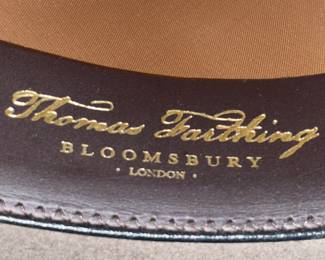 Thomas Farthing
BLOOMSBURY
· LONDON ·